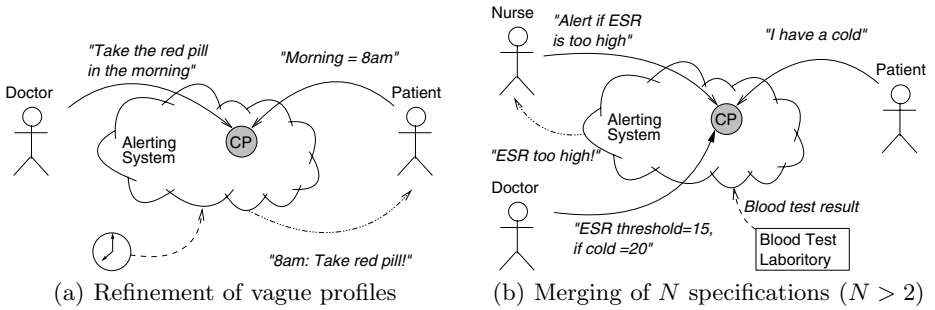 "Take the red pill
in the morning"
"Morning = 8am"
Doctor
Patient
CP
Alerting
System
"8am: Take red pill!"
(a) Refinement of vague profiles
Nurse
"Alert if ESR
is too high"
"I have a cold"
Patient
CP
Alerting
System
"ESR too high!"
Doctor
"ESR threshold=15,
if cold =20"
Blood test result
Blood Test
Laboritory
(b) Merging of N specifications (N > 2)